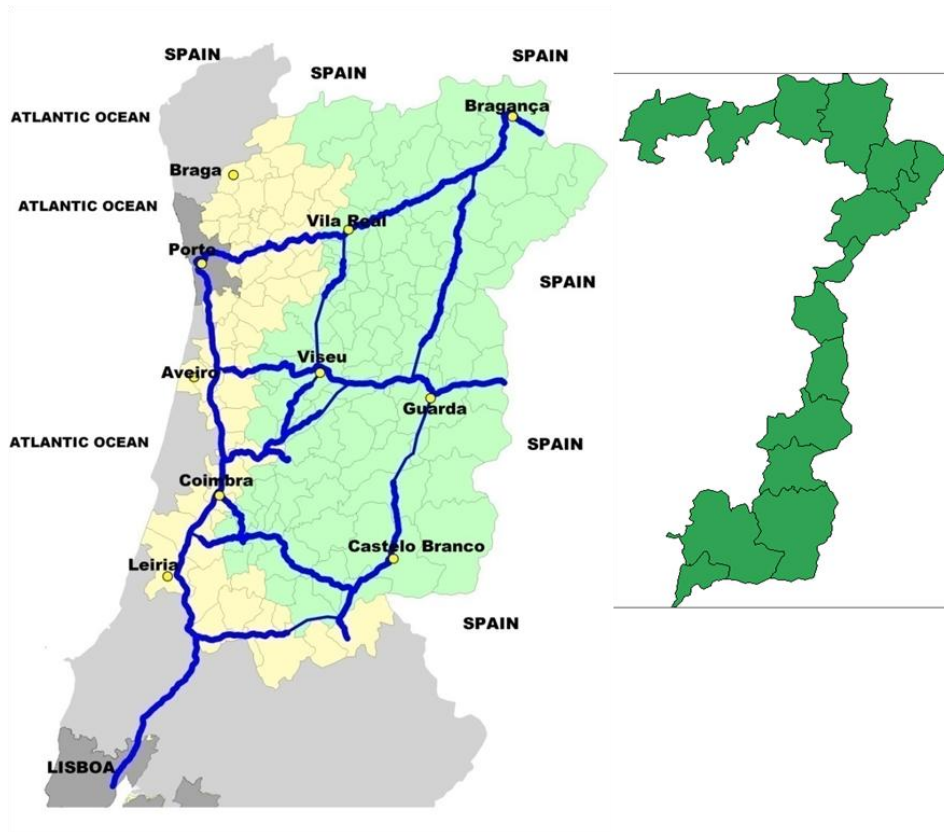 SPAIN
SPAIN
SPAIN
ATLANTIC OCEAN
Bragança
Braga
ATLANTIC OCEAN
Vila Real
Porto
SPAIN
Viseu
Aveiro
Guarda
ATLANTIC OCEAN
SPAIN
Coimbra
Castelo Branco
Leiria
SPAIN
LISBOA